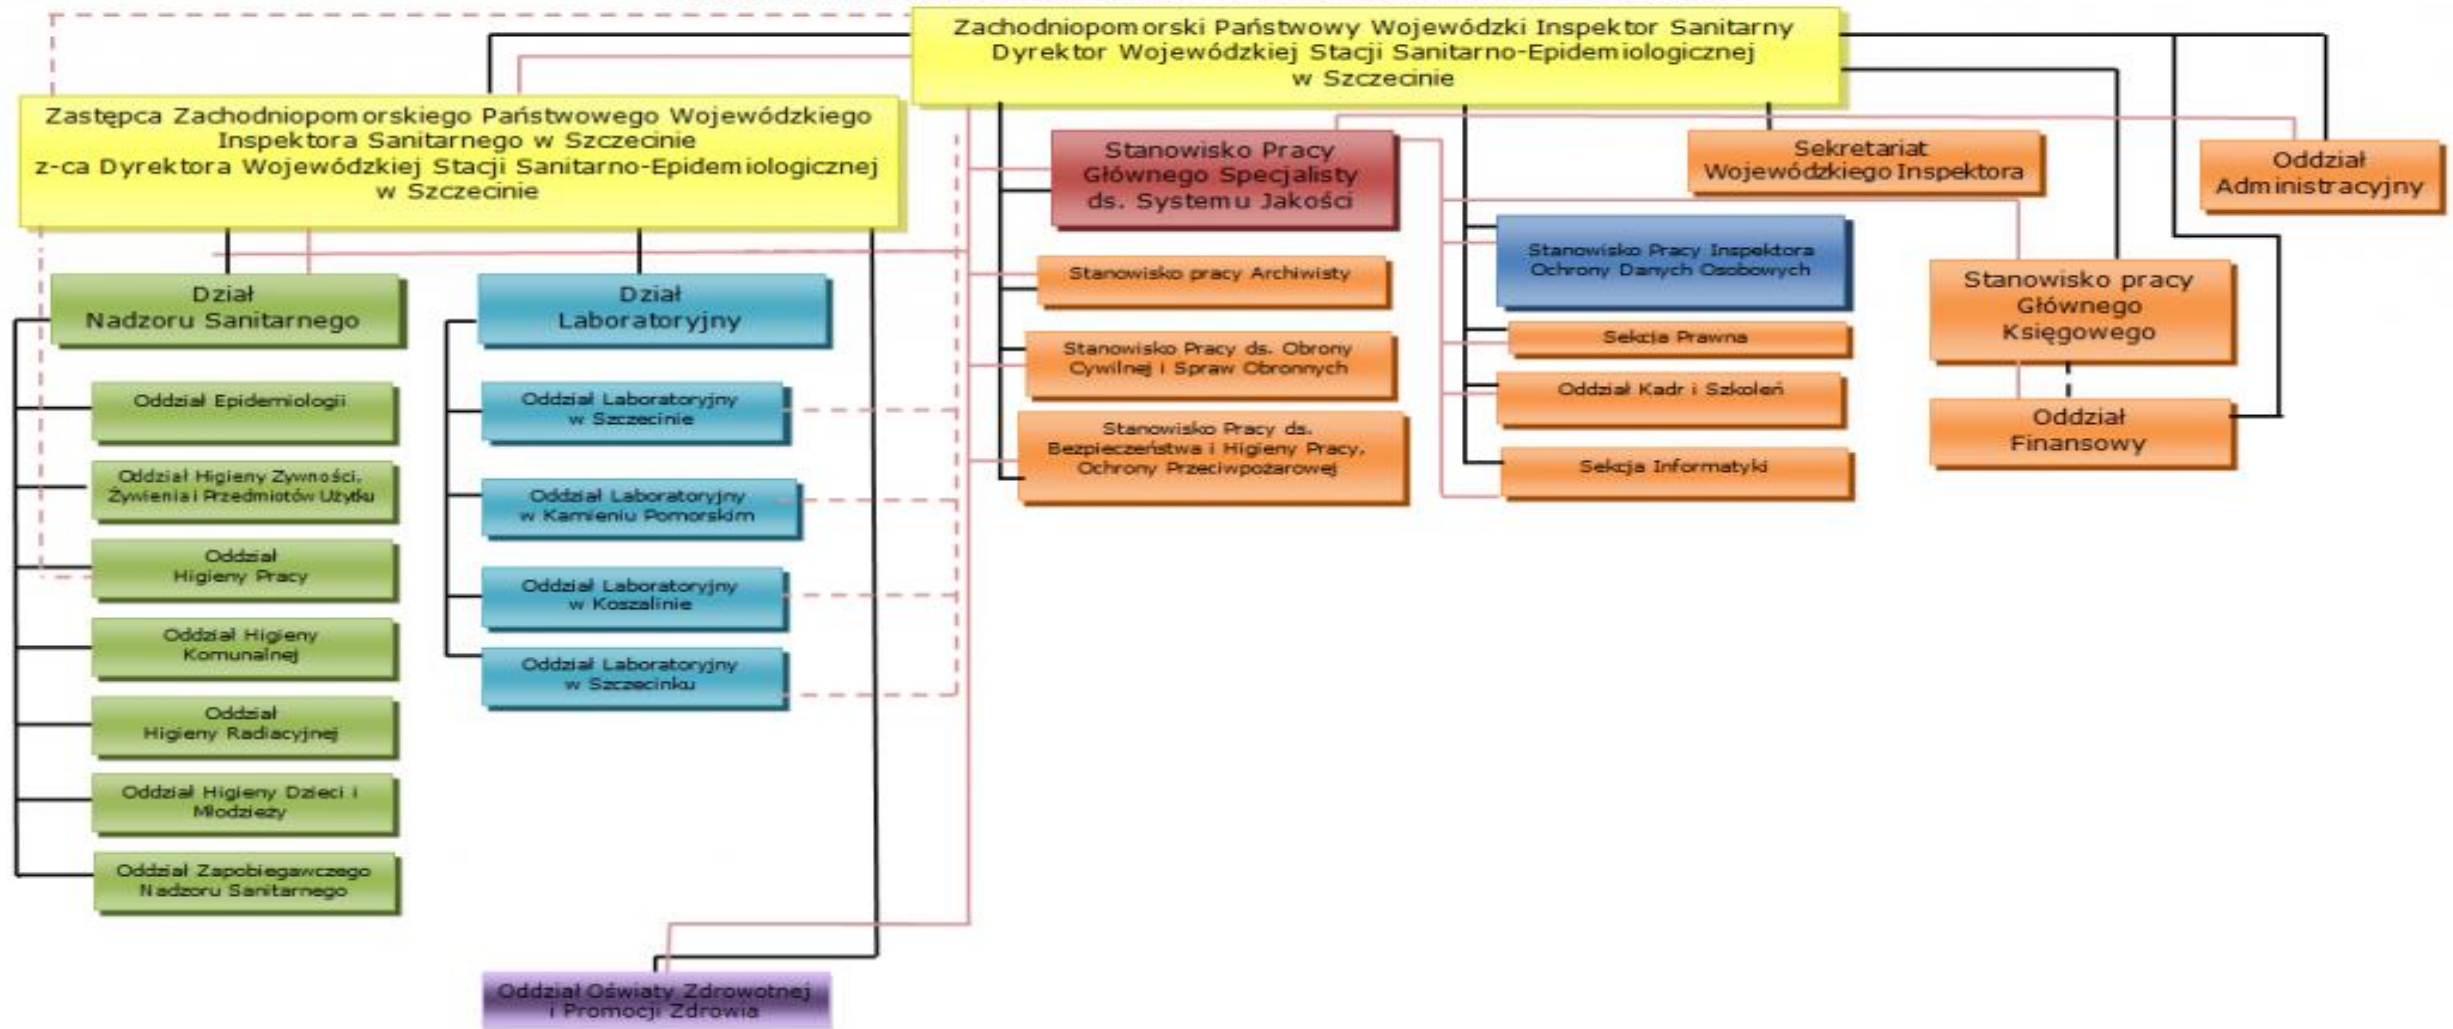 Zachodniopomorski Państwowy Wojewódzki Inspektor Sanitarny
Dyrektor Wojewódzkiej Stacji Sanitarno-Epidemiologicznej
w Szczecinie
Zastępca Zachodniopomorskiego Państwowego Wojewódzkiego
Inspektora Sanitarnego w Szczecinie
z-ca Dyrektora Wojewódzkiej Stacji Sanitarno-Epidemiologicznej
w Szczecinie
Stanowisko Pracy
Głównego Specjalisty
ds. Systemu Jakości
Sekretariat
Wojewódzkiego Inspektora
Oddział
Administracyjny
Stanowisko Pracy Inspektora
Ochrony Danych Osobowych
Stanowisko pracy Archiwisty
Stanowisko pracy
Głównego
Księgowego
Dział
Nadzoru Sanitarnego
Dział
Laboratoryjny
Sekcja Prawna
Stanowisko Pracy ds. Obrony
Cywilnej i Spraw Obronnych
Oddział Kadr i Szkoleń
Oddział
Finansowy
Oddział Epidemiologii
Oddział Laboratoryjny
w Szczecinie
Stanowisko Pracy ds.
Bezpieczeństwa i Higieny Pracy,
Ochrony Przeciwpożarowej
Sekcja Informatyki
Oddział Higieny Zywności,
Żywienia i Przedmiotów Użytku
Oddział Laboratoryjny
w Kamieniu Pomorskim
Oddział
Higieny Pracy
Oddział Laboratoryjny
w Koszalinie
Oddział Higieny
Komunalnej
Oddział Laboratoryjny
w Szczecinku
Oddział
Higieny Radiacyjnej
Oddział Higieny Dzieci i
Młodzieży
Oddział Zapobiegawczego
Nadzoru Sanitarnego
Oddział Oświaty Zdrowotnej
i Promocji Zdrowia